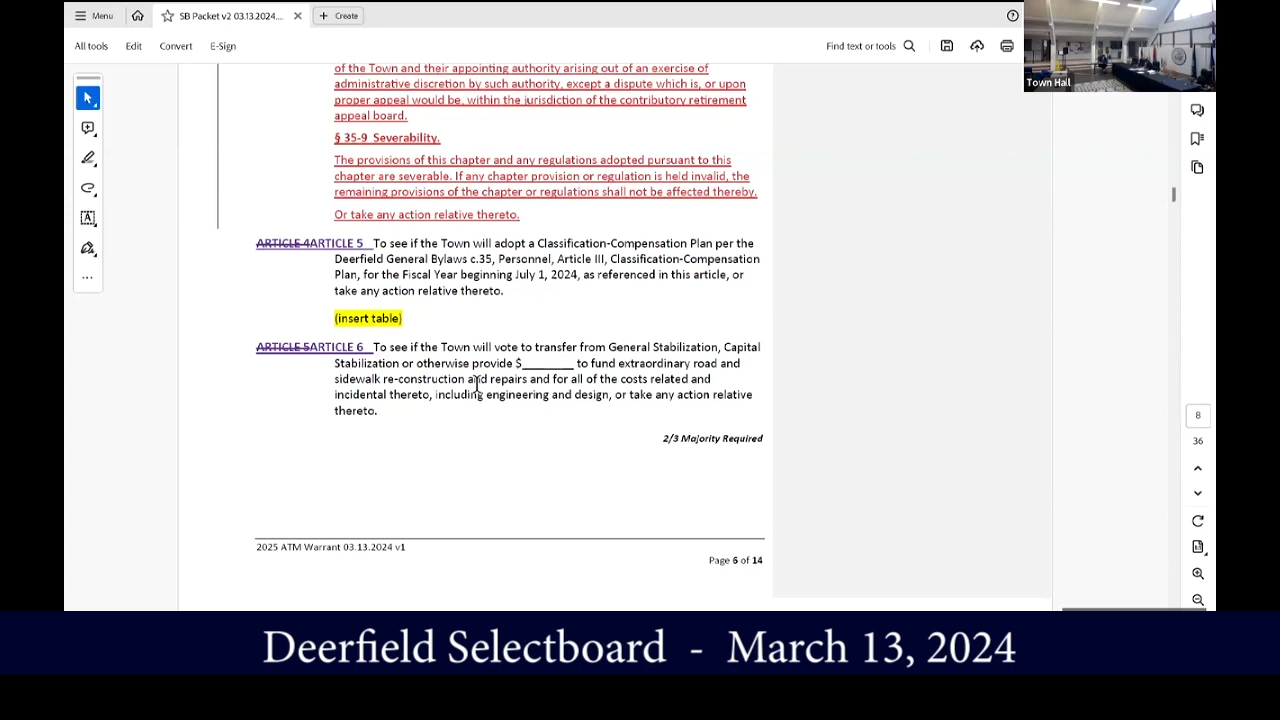 Menu
SB Packet v2 03.13.2024...
Create
All tools
Edit
Convert
E-Sign
Find text or tools
Town Hall
of the Town and their appointing authority arising out of an exercise of
administrative discretion by such authority, except a dispute which is, or upon
proper appeal would be, within the jurisdiction of the contributory retirement
appeal board.
§ 35-9 Severability.
The provisions of this chapter and any regulations adopted pursuant to this
chapter are severable. If any chapter provision or regulation is held invalid, the
remaining provisions of the chapter or regulations shall not be affected thereby.
Or take any action relative thereto.
ARTICLE 4ARTICLE 5 To see if the Town will adopt a Classification-Compensation Plan per the
Deerfield General Bylaws c.35, Personnel, Article III, Classification-Compensation
Plan, for the Fiscal Year beginning July 1, 2024, as referenced in this article, or
take any action relative thereto.
(insert table)
ARTICLE 5ARTICLE 6 To see if the Town will vote to transfer from General Stabilization, Capital
Stabilization or otherwise provide $________ to fund extraordinary road and
sidewalk re-construction and repairs and for all of the costs related and
incidental thereto, including engineering and design, or take any action relative
thereto.
2/3 Majority Required
2025 ATM Warrant 03.13.2024 v1
Page 6 of 14
8
36
Deerfield Selectboard - March 13, 2024